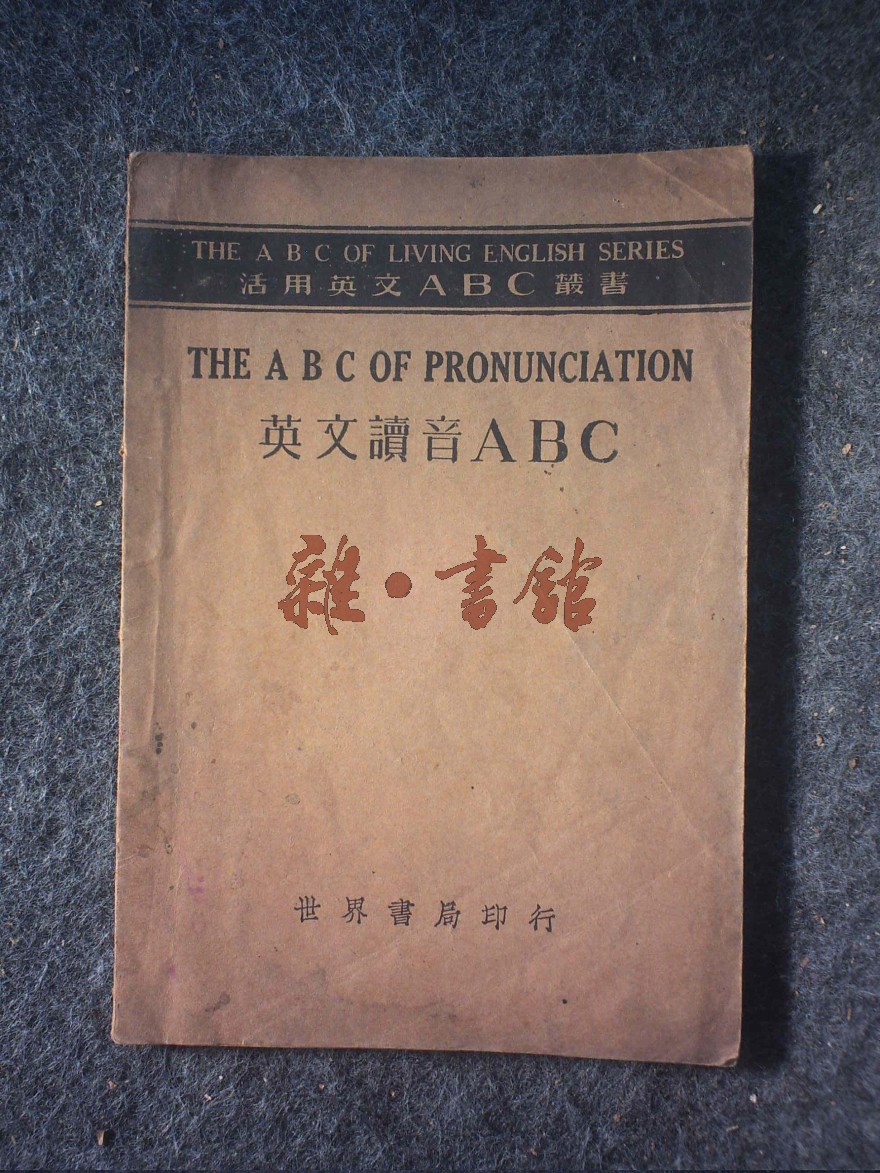 THE A B C OF LIVING ENGLISH SERIES
活用英文ABC叢書
THE A B C OF PRONUNCIATION
英文讀音ABC
雜·書館
世界書局印行